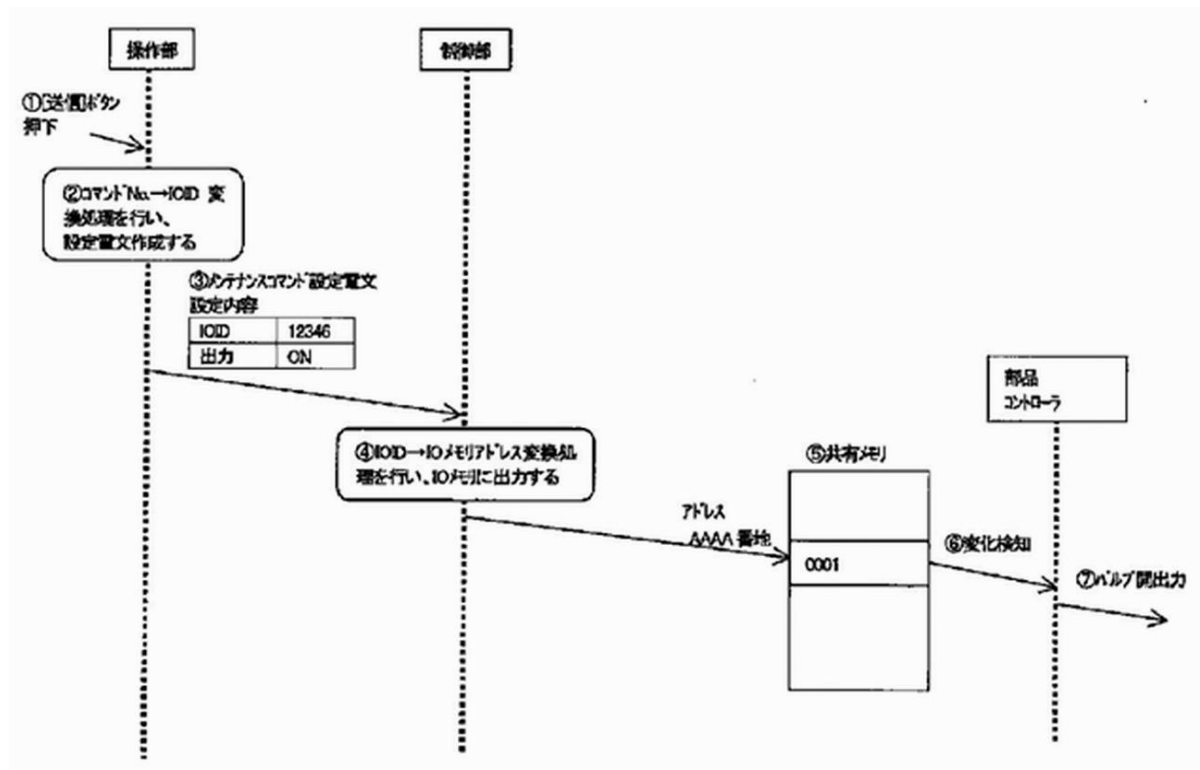 操作部
制御部
①[送信]ボタン
押下
②コマンドNo.→IOID 変
換処理を行い、
設定電文作成する
③メンテナンスコマンド設定電文
設定内容
IOID 12346
出力 ON
部品
コントローラ
④IOID→IOメモリアドレス変換処
理を行い、IOメモリに出力する
⑤共有メモリ
アドレス
AAAA番地
0001
⑥変化検知
⑦バルブ開出力